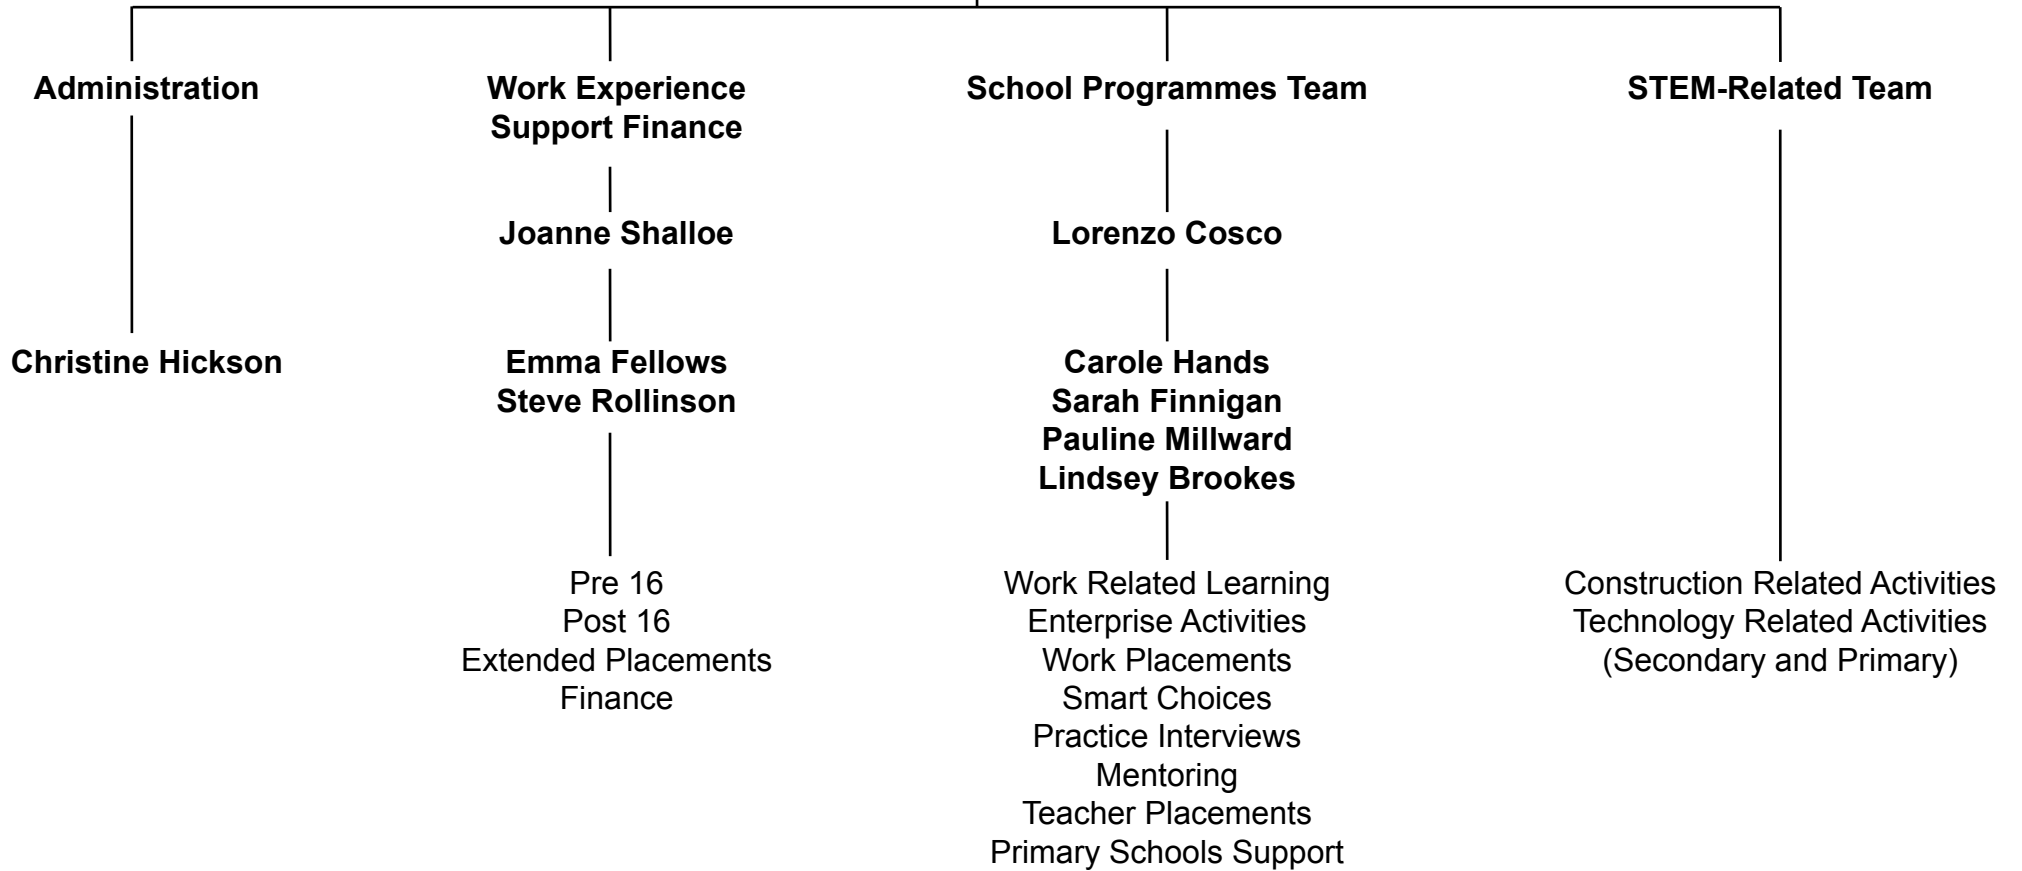 Administration
Work Experience
Support Finance
School Programmes Team
STEM-Related Team
Joanne Shalloe
Lorenzo Cosco
Christine Hickson
Emma Fellows
Steve Rollinson
Carole Hands
Sarah Finnigan
Pauline Millward
Lindsey Brookes
Pre 16
Post 16
Extended Placements
Finance
Work Related Learning
Enterprise Activities
Work Placements
Smart Choices
Practice Interviews
Mentoring
Teacher Placements
Primary Schools Support
Construction Related Activities
Technology Related Activities
(Secondary and Primary)